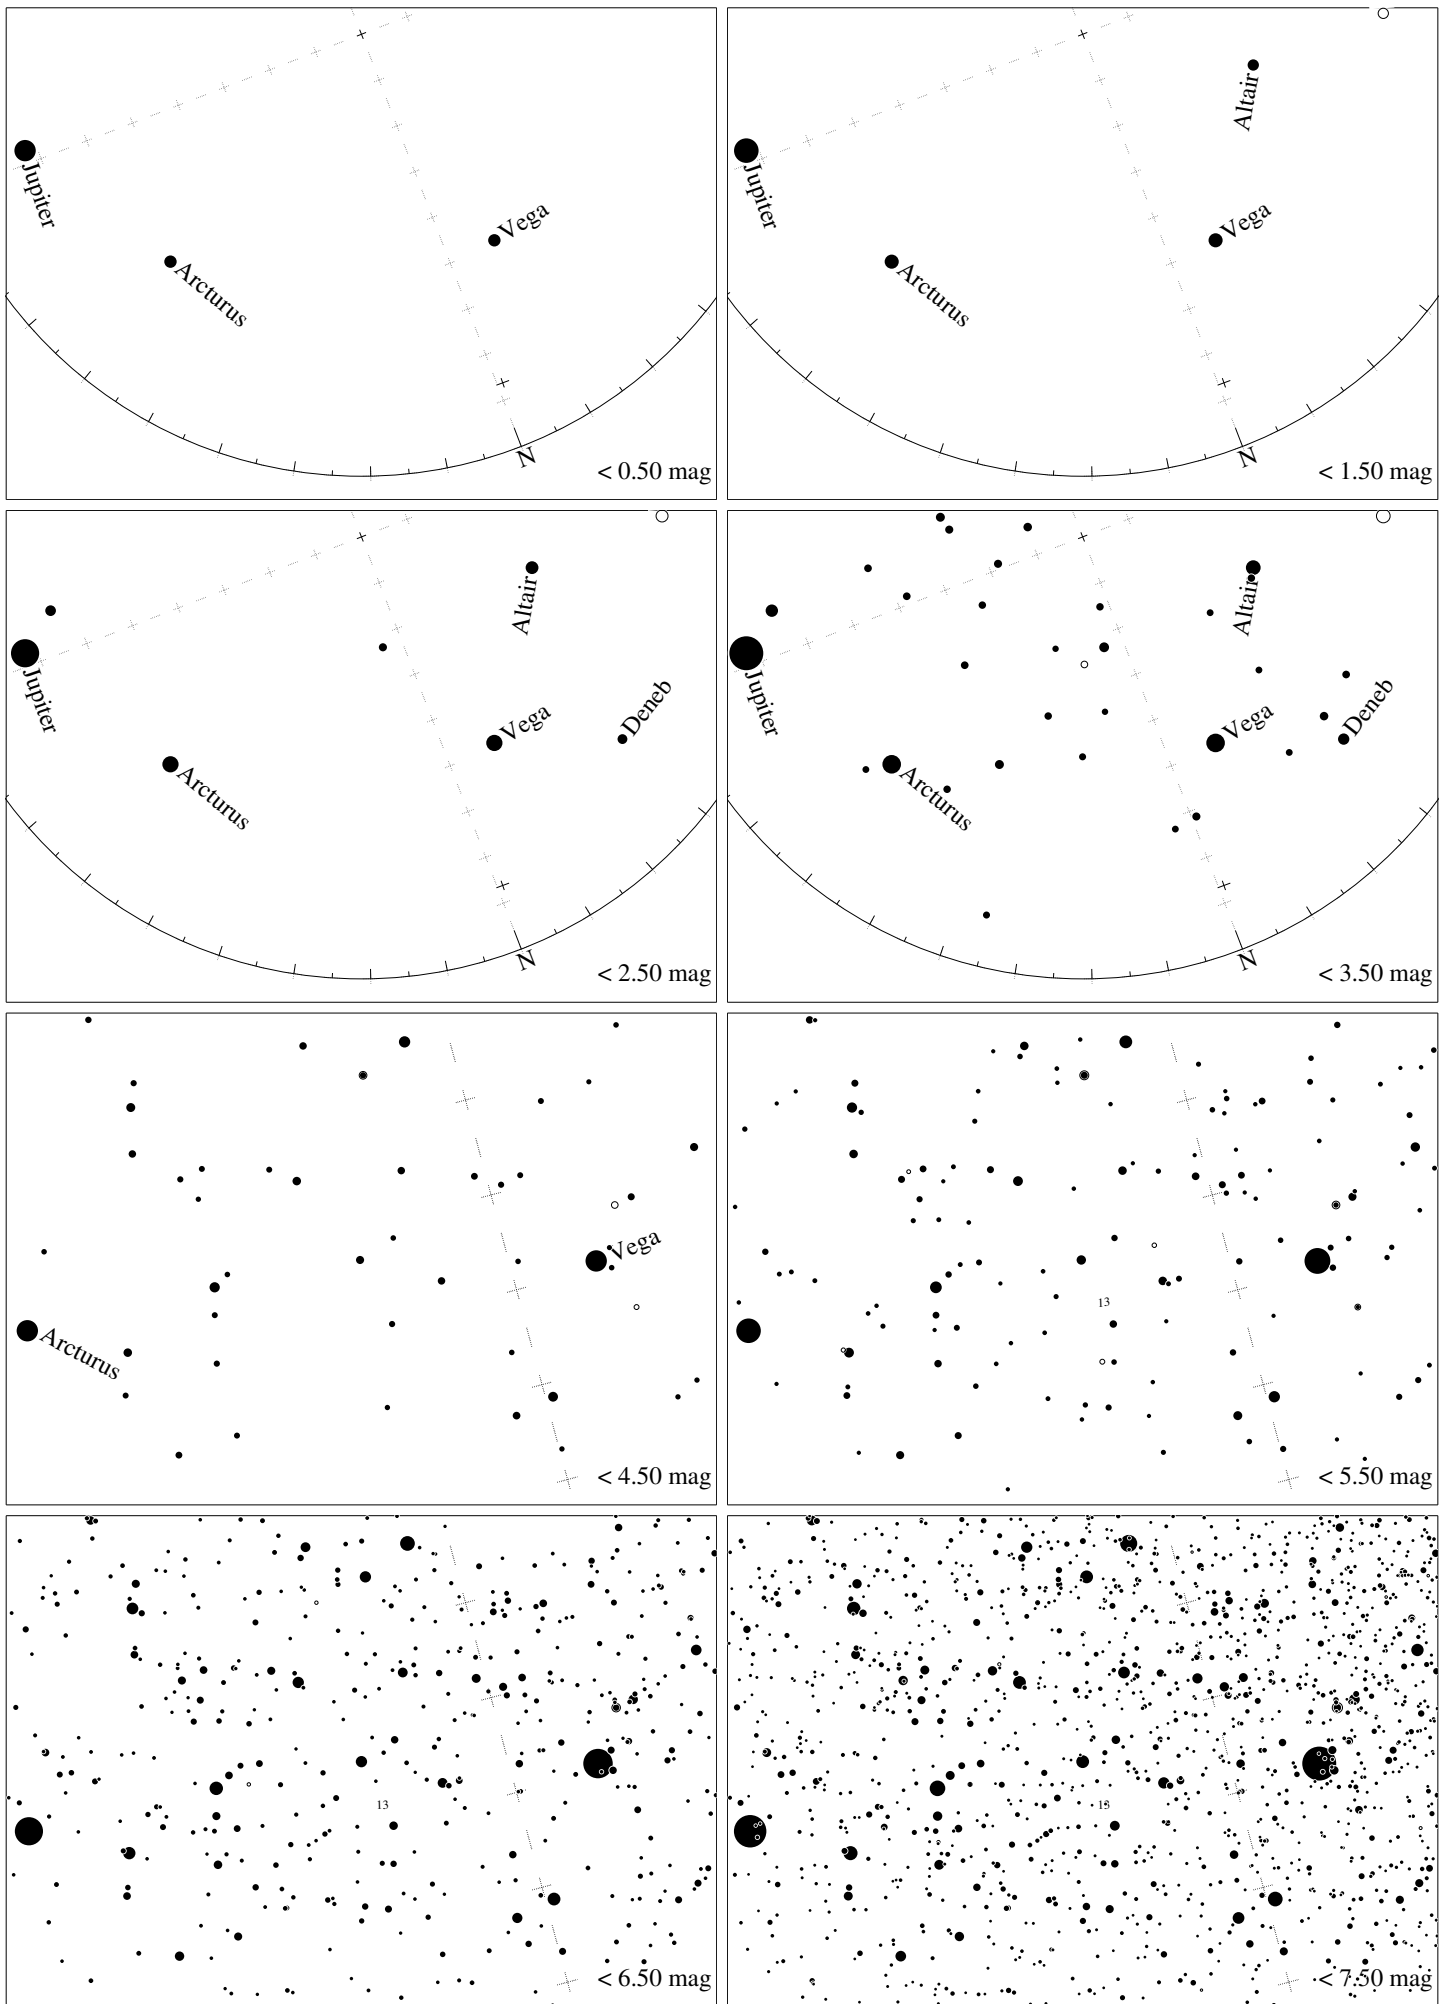 Jupiter
Arcturus
Vega
N
< 0.50 mag
Altair
Jupiter
Arcturus
Vega
N
< 1.50 mag
Altair
Jupiter
Deneb
Vega
Arcturus
N
< 2.50 mag
Altair
Jupiter
Deneb
Vega
Arcturus
N
< 3.50 mag
Vega
Arcturus
< 4.50 mag
13
< 5.50 mag
13
< 6.50 mag
13
< 7.50 mag